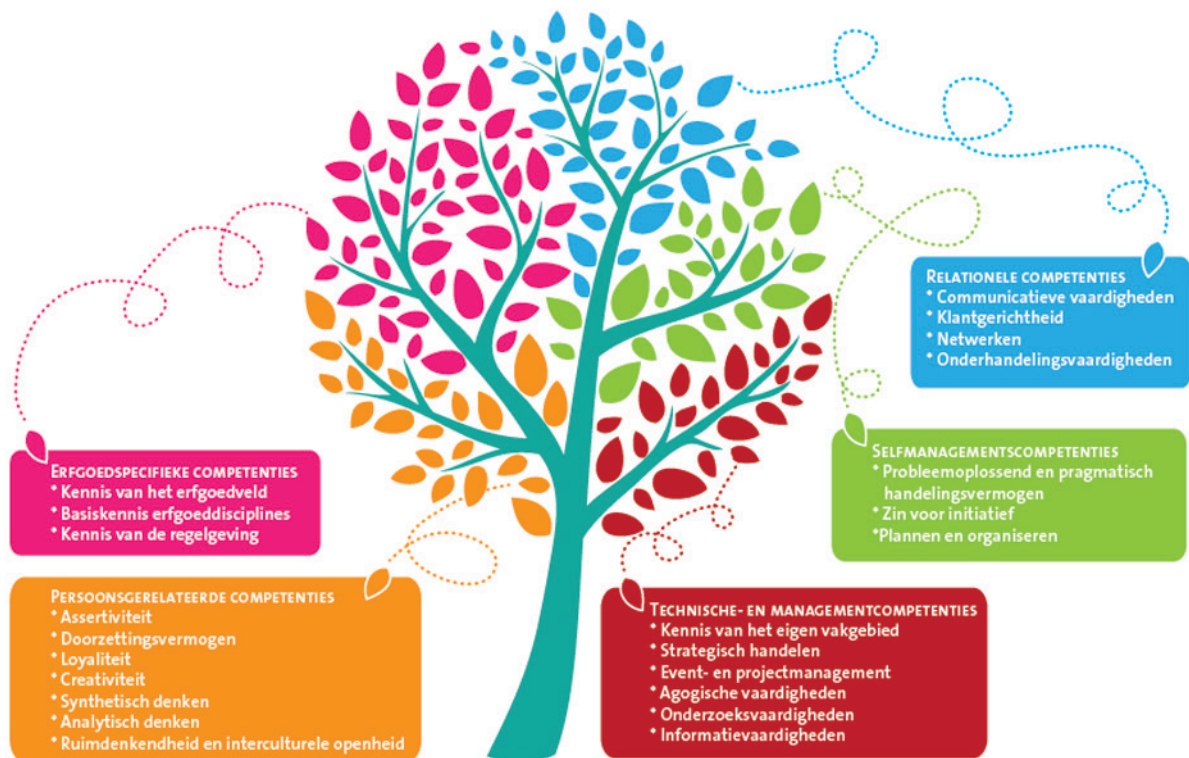 RELATIONELE COMPETENTIES
* Communicatieve vaardigheden
* Klantgerichtheid
* Netwerken
* Onderhandelingsvaardigheden
ERFGOEDSPECIFIEKE COMPETENTIES
* Kennis van het erfgoedveld
* Basiskennis erfgoeddisciplines
* Kennis van de regelgeving
SELFMANAGEMENTSCOMPETENTIES
* Probleemoplossend en pragmatisch
handelingsvermogen
* Zin voor initiatief
*Plannen en organiseren
PERSOONSGERELATEERDE COMPETENTIES
* Assertiviteit
* Doorzettingsvermogen
* Loyaliteit
* Creativiteit
* Synthetisch denken
* Analytisch denken
* Ruimdenkendheid en interculturele openheid
TECHNISCHE- EN MANAGEMENTCOMPETENTIES
* Kennis van het eigen vakgebied
* Strategisch handelen
* Event- en projectmanagement
* Agogische vaardigheden
* Onderzoeksvaardigheden
* Informatievaardigheden